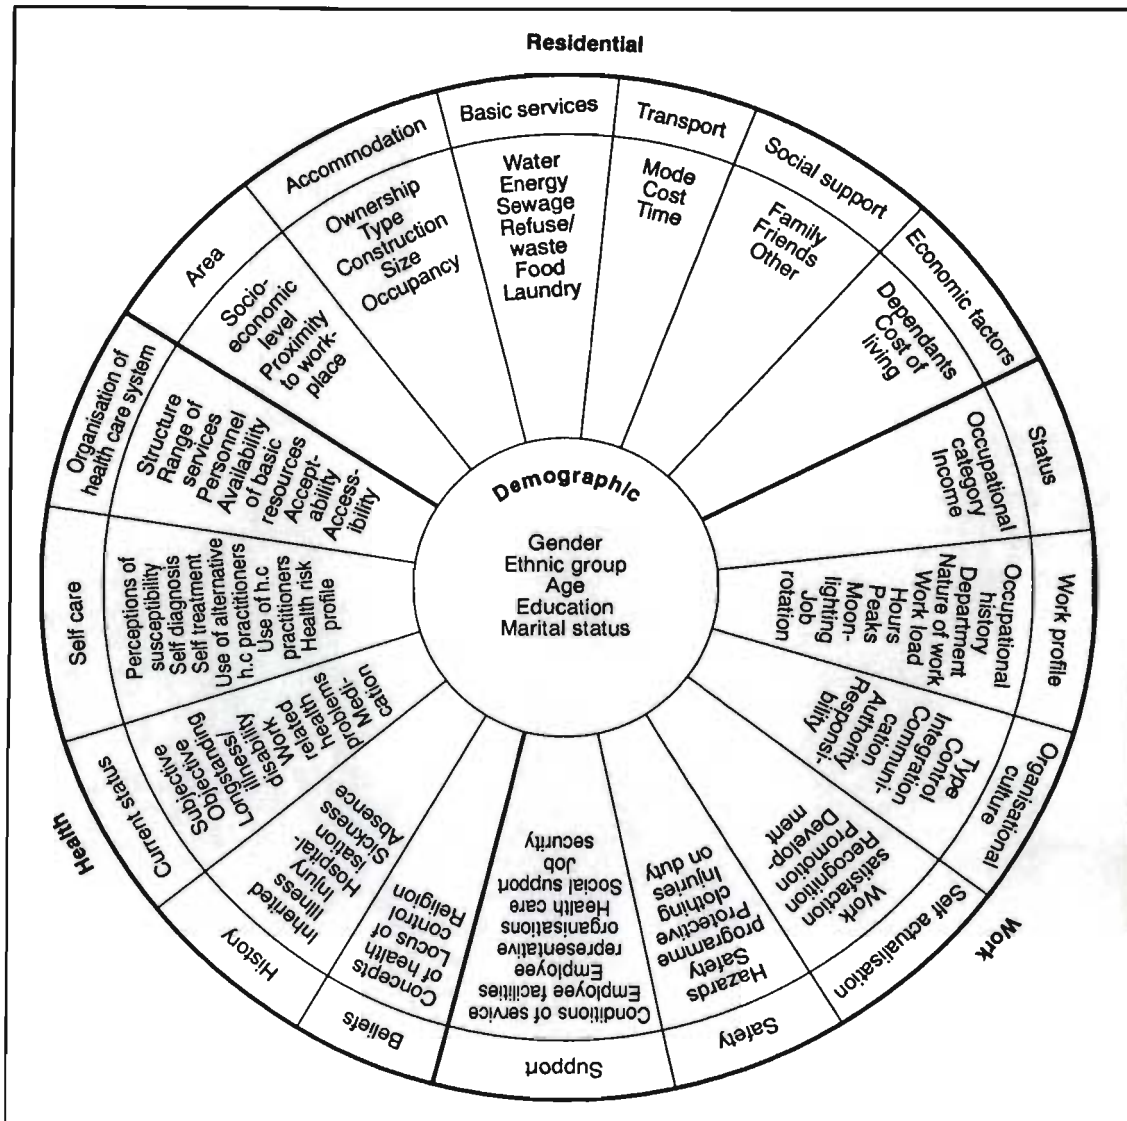 Residential
Area
Socio-
economic
level
Proximity
to work-
place
Accommodation
Ownership
Type
Construction
Size
Occupancy
Basic services
Water
Energy
Sewage
Refuse/
waste
Food
Laundry
Transport
Mode
Cost
Time
Social support
Family
Friends
Other
Economic factors
Dependants
Cost of
living
Work
Status
Occupational
category
Income
Work profile
Occupational
history
Department
Nature of work
Work load
Hours
Peaks
Moon-
lighting
Job
rotation
Organisational
culture
Type
Control
Integration
Communi-
cation
Authority
Responsi-
bility
Self actualisation
Work
satisfaction
Recognition
Promotion
Develop-
ment
Safety
Hazards
Safety
programme
Protective
clothing
Injuries
on duty
Support
Conditions of service
Employee facilities
Employee
representative
organisations
Health care
Social support
Job
security
Health
Beliefs
Concepts
of health
Locus of
control
Religion
History
Inherited
Illness
Injury
Hospital-
isation
Sickness
Absence
Current status
Subjective
Objective
Longstanding
illness/
disability
Work
related
health
problems
Medi-
cation
Self care
Perceptions of
susceptibility
Self diagnosis
Self treatment
Use of alternative
h.c practitioners
Use of h.c
practitioners
Health risk
profile
Organisation of
health care system
Structure
Range of
services
Personnel
Availability
of basic
resources
Accept-
ability
Access-
ibility
Demographic
Gender
Ethnic group
Age
Education
Marital status